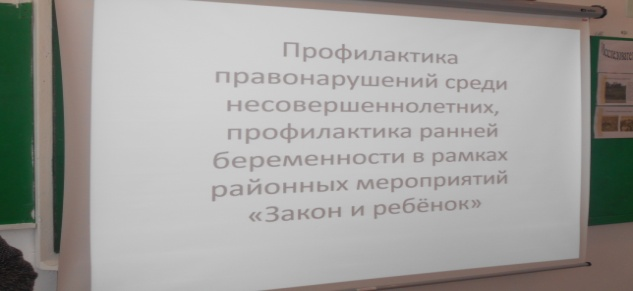 Профилактика
правонарушений среди
несовершеннолетних,
профилактика ранней
беременности в рамках
районных мероприятий
«Закон и ребёнок»